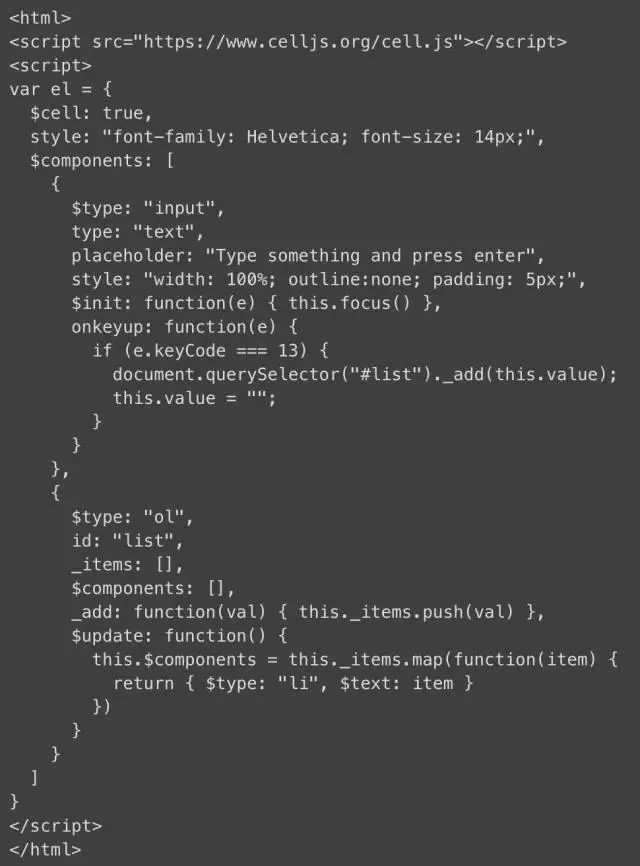 <html>
<script src="https://www.celljs.org/cell.js"></script>
<script>
var el = {
  $cell: true,
  style: "font-family: Helvetica; font-size: 14px;",
  $components: [
    {
      $type: "input",
      type: "text",
      placeholder: "Type something and press enter",
      style: "width: 100%; outline:none; padding: 5px;",
      $init: function(e) { this.focus() },
      onkeyup: function(e) {
        if (e.keyCode === 13) {
          document.querySelector("#list")._add(this.value);
          this.value = "";
        }
      }
    },
    {
      $type: "ol",
      id: "list",
      _items: [],
      $components: [],
      _add: function(val) { this._items.push(val) },
      $update: function() {
        this.$components = this._items.map(function(item) {
          return { $type: "li", $text: item }
        })
      }
    }
  ]
}
</script>
</html>